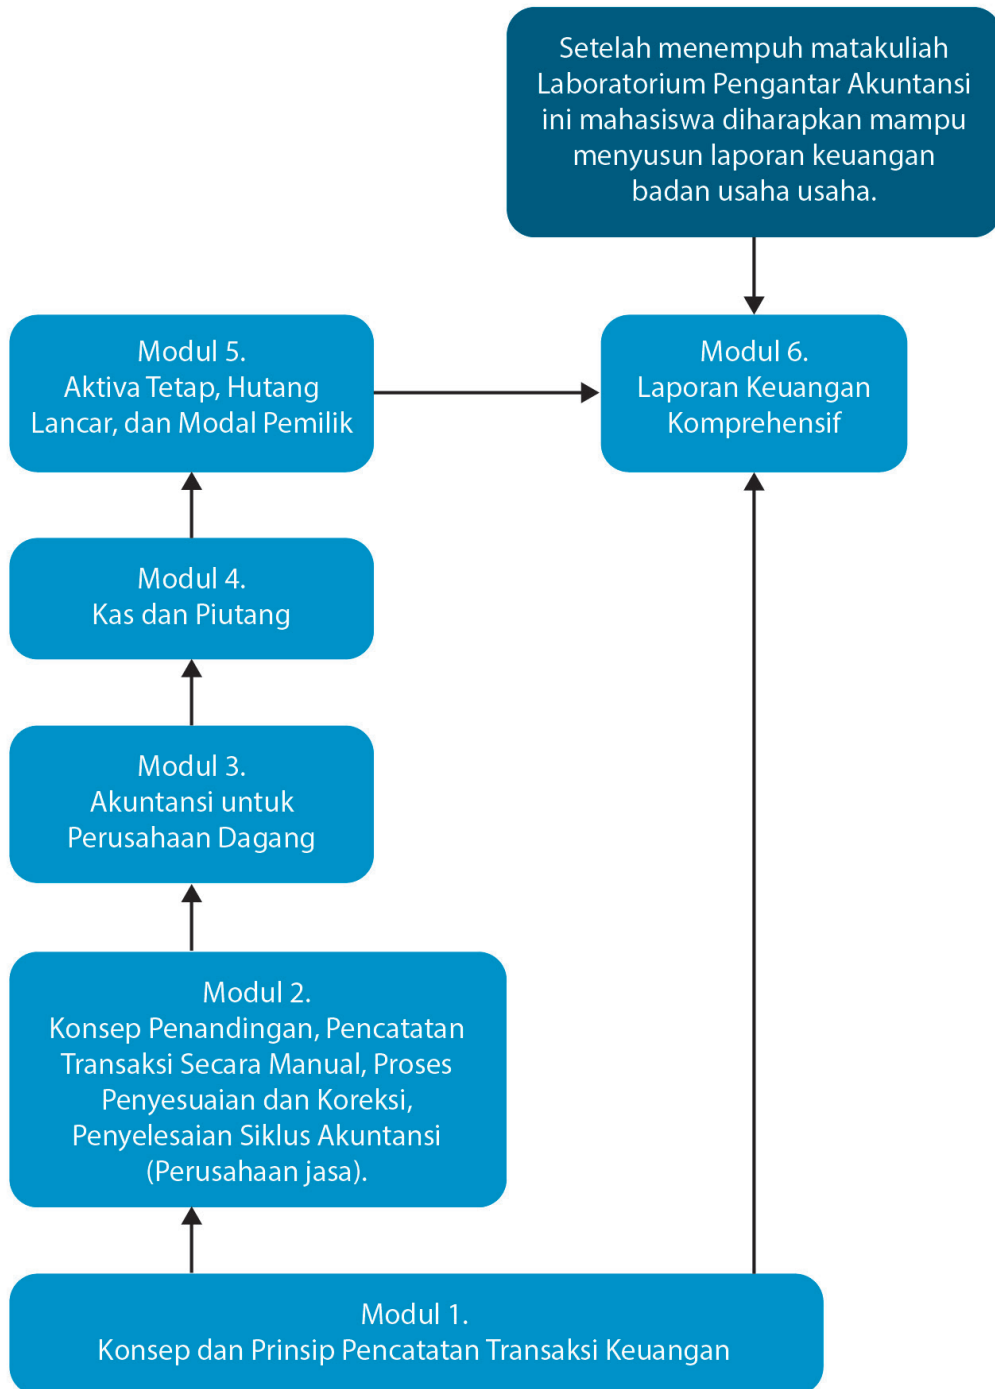 Setelah menempuh matakuliah
Laboratorium Pengantar Akuntansi
ini mahasiswa diharapkan mampu
menyusun laporan keuangan
badan usaha usaha.
Modul 5.
Aktiva Tetap, Hutang
Lancar, dan Modal Pemilik
Modul 6.
Laporan Keuangan
Komprehensif
Modul 4.
Kas dan Piutang
Modul 3.
Akuntansi untuk
Perusahaan Dagang
Modul 2.
Konsep Penandingan, Pencatatan
Transaksi Secara Manual, Proses
Penyesuaian dan Koreksi,
Penyelesaian Siklus Akuntansi
(Perusahaan jasa).
Modul 1.
Konsep dan Prinsip Pencatatan Transaksi Keuangan